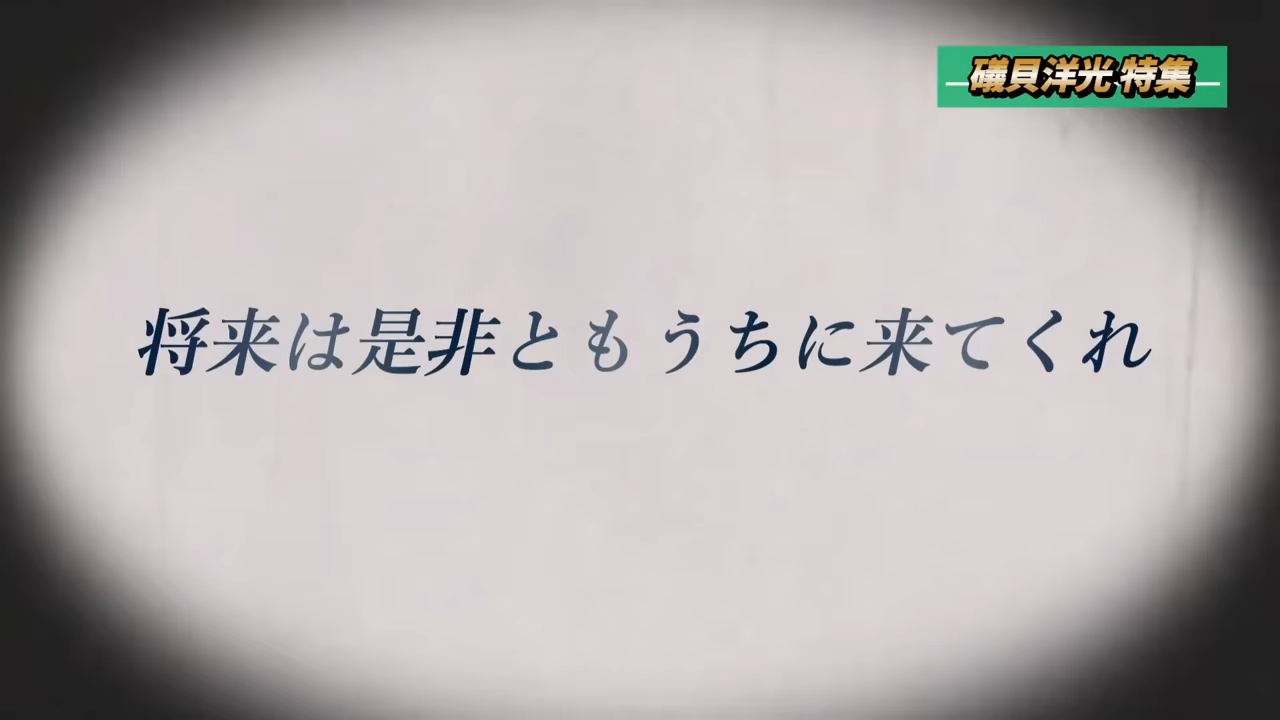 礒貝洋光 特集
将来は是非ともうちに来てくれ